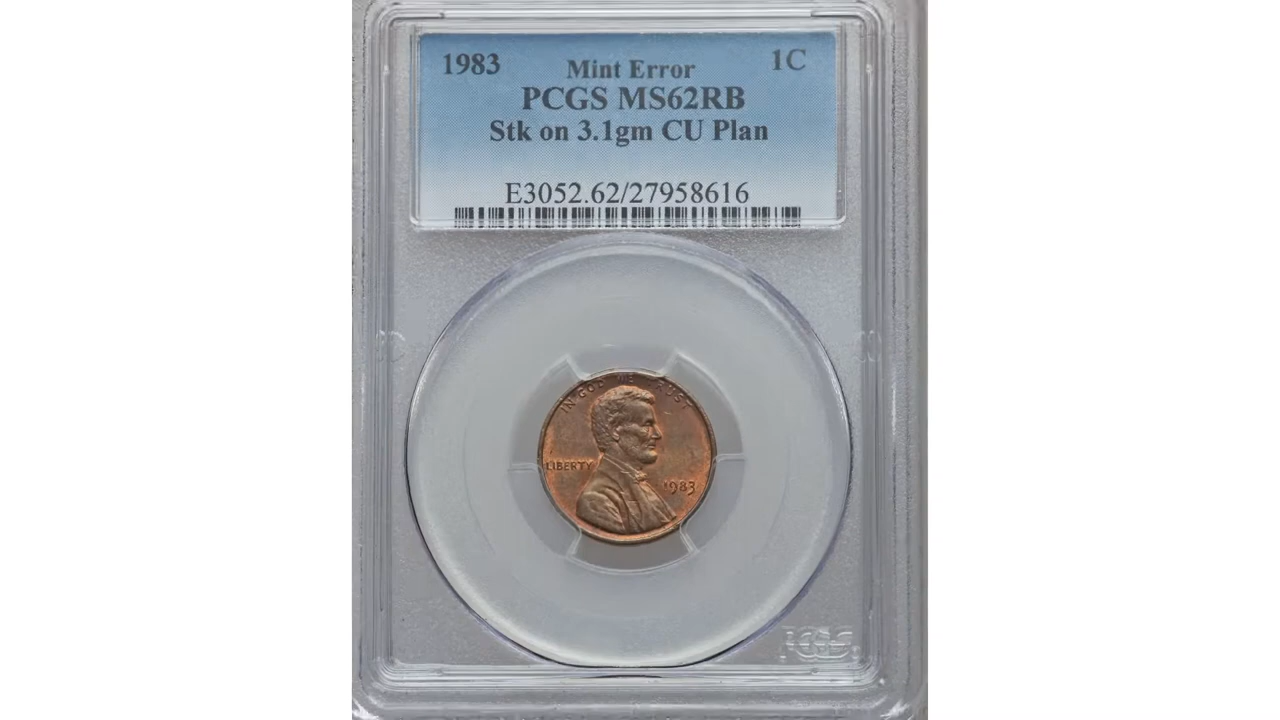 1983 Mint Error 1C
PCGS MS62RB
Stk on 3.1gm CU Plan
E3052.62/27958616
IN GOD WE TRUST
LIBERTY
1983
PCGS